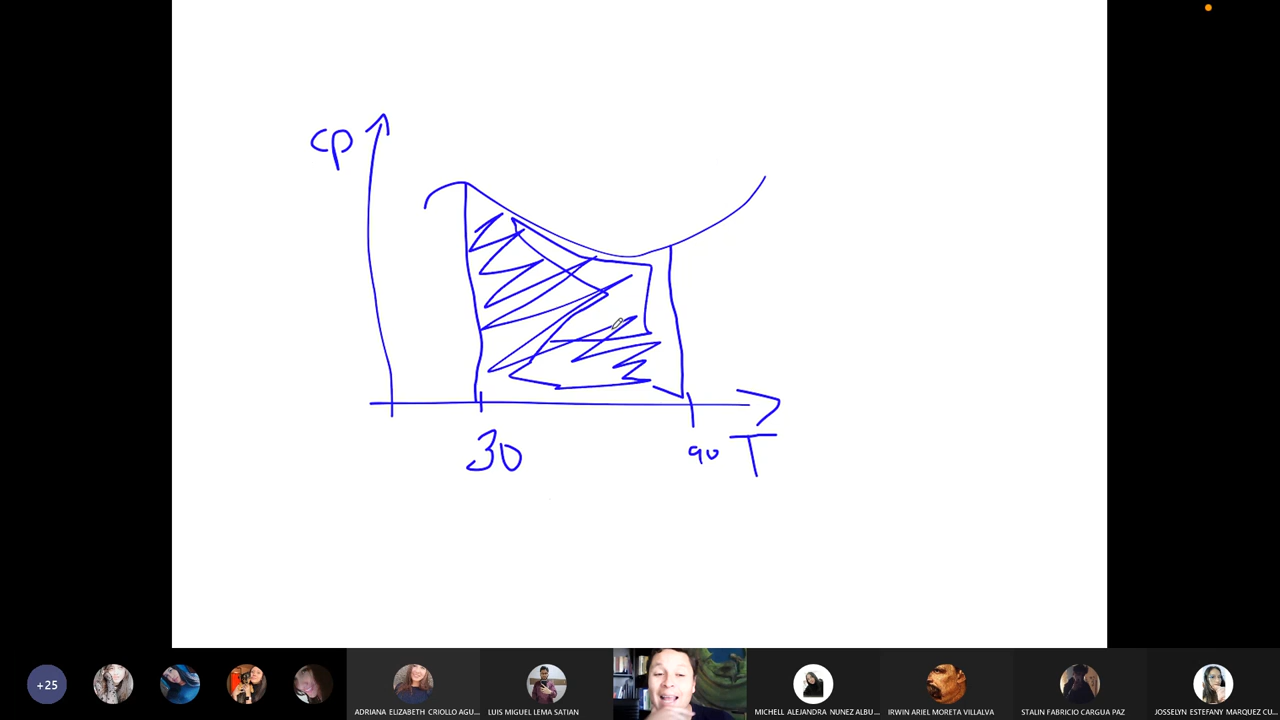 cp
30
90
T
+25
ADRIANA ELIZABETH CRIOLLO AGU...
LUIS MIGUEL LEMA SATIAN
MICHELL ALEJANDRA NUNEZ ALBU...
IRWIN ARIEL MORETA VILLALVA
STALIN FABRICIO CARGUA PAZ
JOSSELYN ESTEFANY MARQUEZ CU...